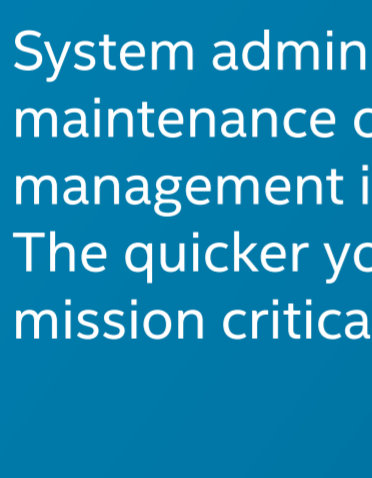 System admin
maintenance
management i
The quicker yo
mission critica